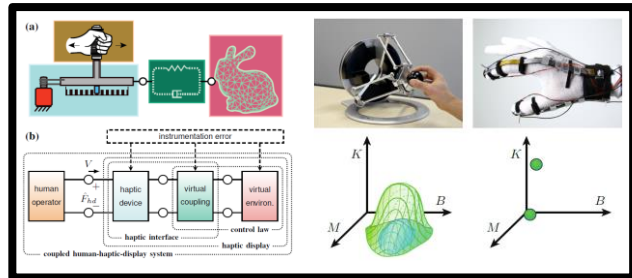 (a)
(b)
instrumentation error
V
+
F̃hd
−
human
operator
haptic
device
virtual
coupling
virtual
environ.
control law
haptic interface
haptic display
coupled human-haptic-display system
K
B
M
K
B
M